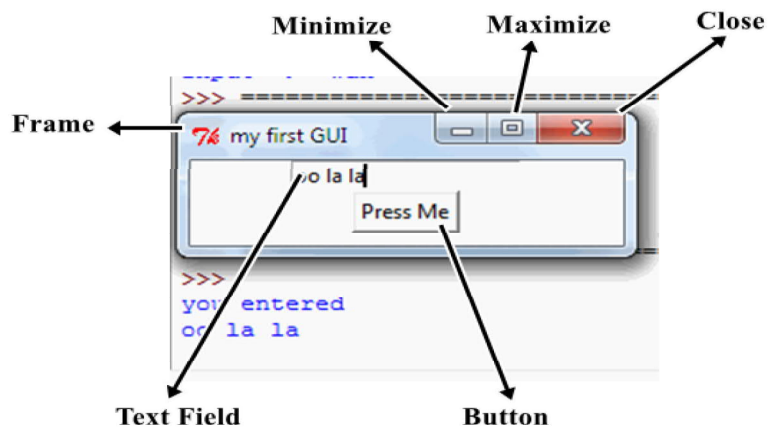 Minimize Maximize Close
>>> ==============================
Frame
7% my first GUI
oo la la
Press Me
>>>
you entered
oo la la
Text Field Button